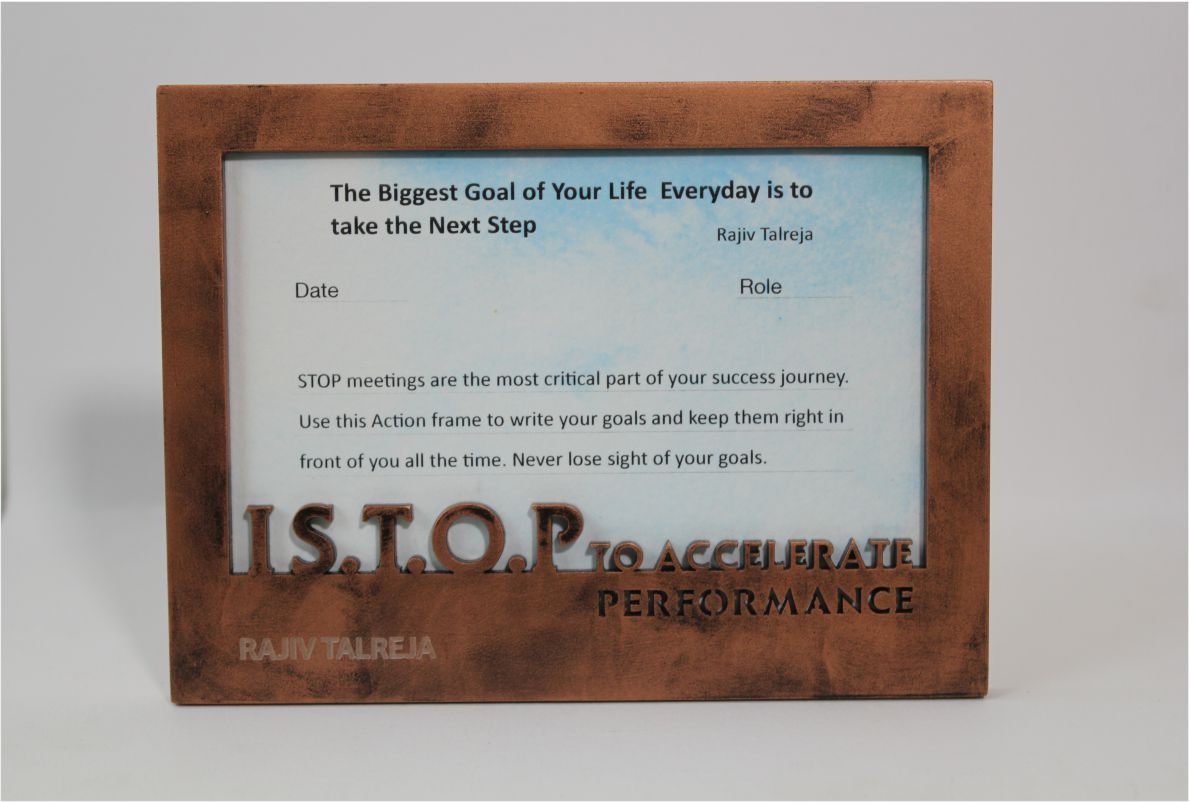 The Biggest Goal of Your Life Everyday is to
take the Next Step
Rajiv Talreja
Date
Role
STOP meetings are the most critical part of your success journey.
Use this Action frame to write your goals and keep them right in
front of you all the time. Never lose sight of your goals.
I S.T.O.P TO ACCELERATE
PERFORMANCE
RAJIV TALREJA